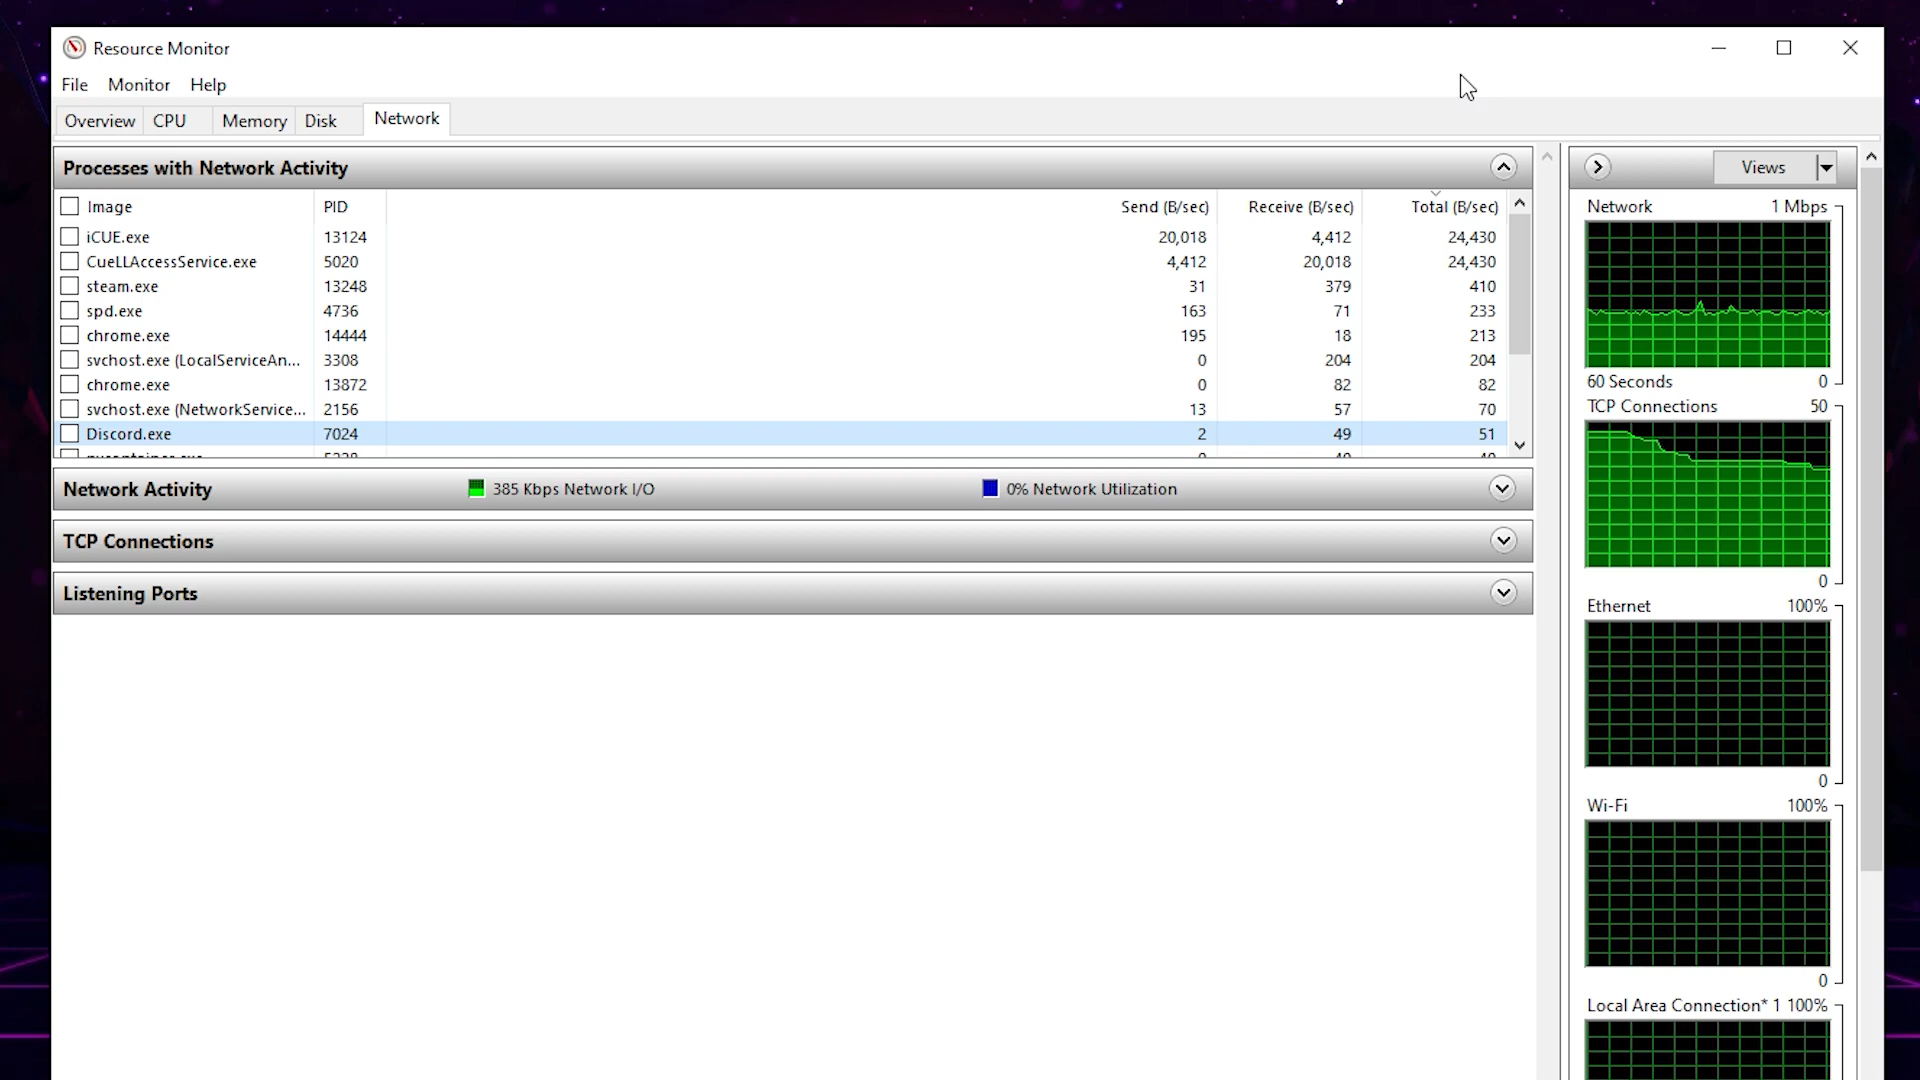 Resource Monitor
File Monitor Help
Overview CPU Memory Disk Network
Processes with Network Activity
Image PID Send (B/sec) Receive (B/sec) Total (B/sec)
iCUE.exe 13124 20,018 4,412 24,430
CueLLAccessService.exe 5020 4,412 20,018 24,430
steam.exe 13248 31 379 410
spd.exe 4736 163 71 233
chrome.exe 14444 195 18 213
svchost.exe (LocalServiceAn... 3308 0 204 204
chrome.exe 13872 0 82 82
svchost.exe (NetworkService... 2156 13 57 70
Discord.exe 7024 2 49 51
Network Activity 385 Kbps Network I/O 0% Network Utilization
TCP Connections
Listening Ports
Views
Network 1 Mbps
60 Seconds 0
TCP Connections 50
0
Ethernet 100%
0
Wi-Fi 100%
0
Local Area Connection* 1 100%